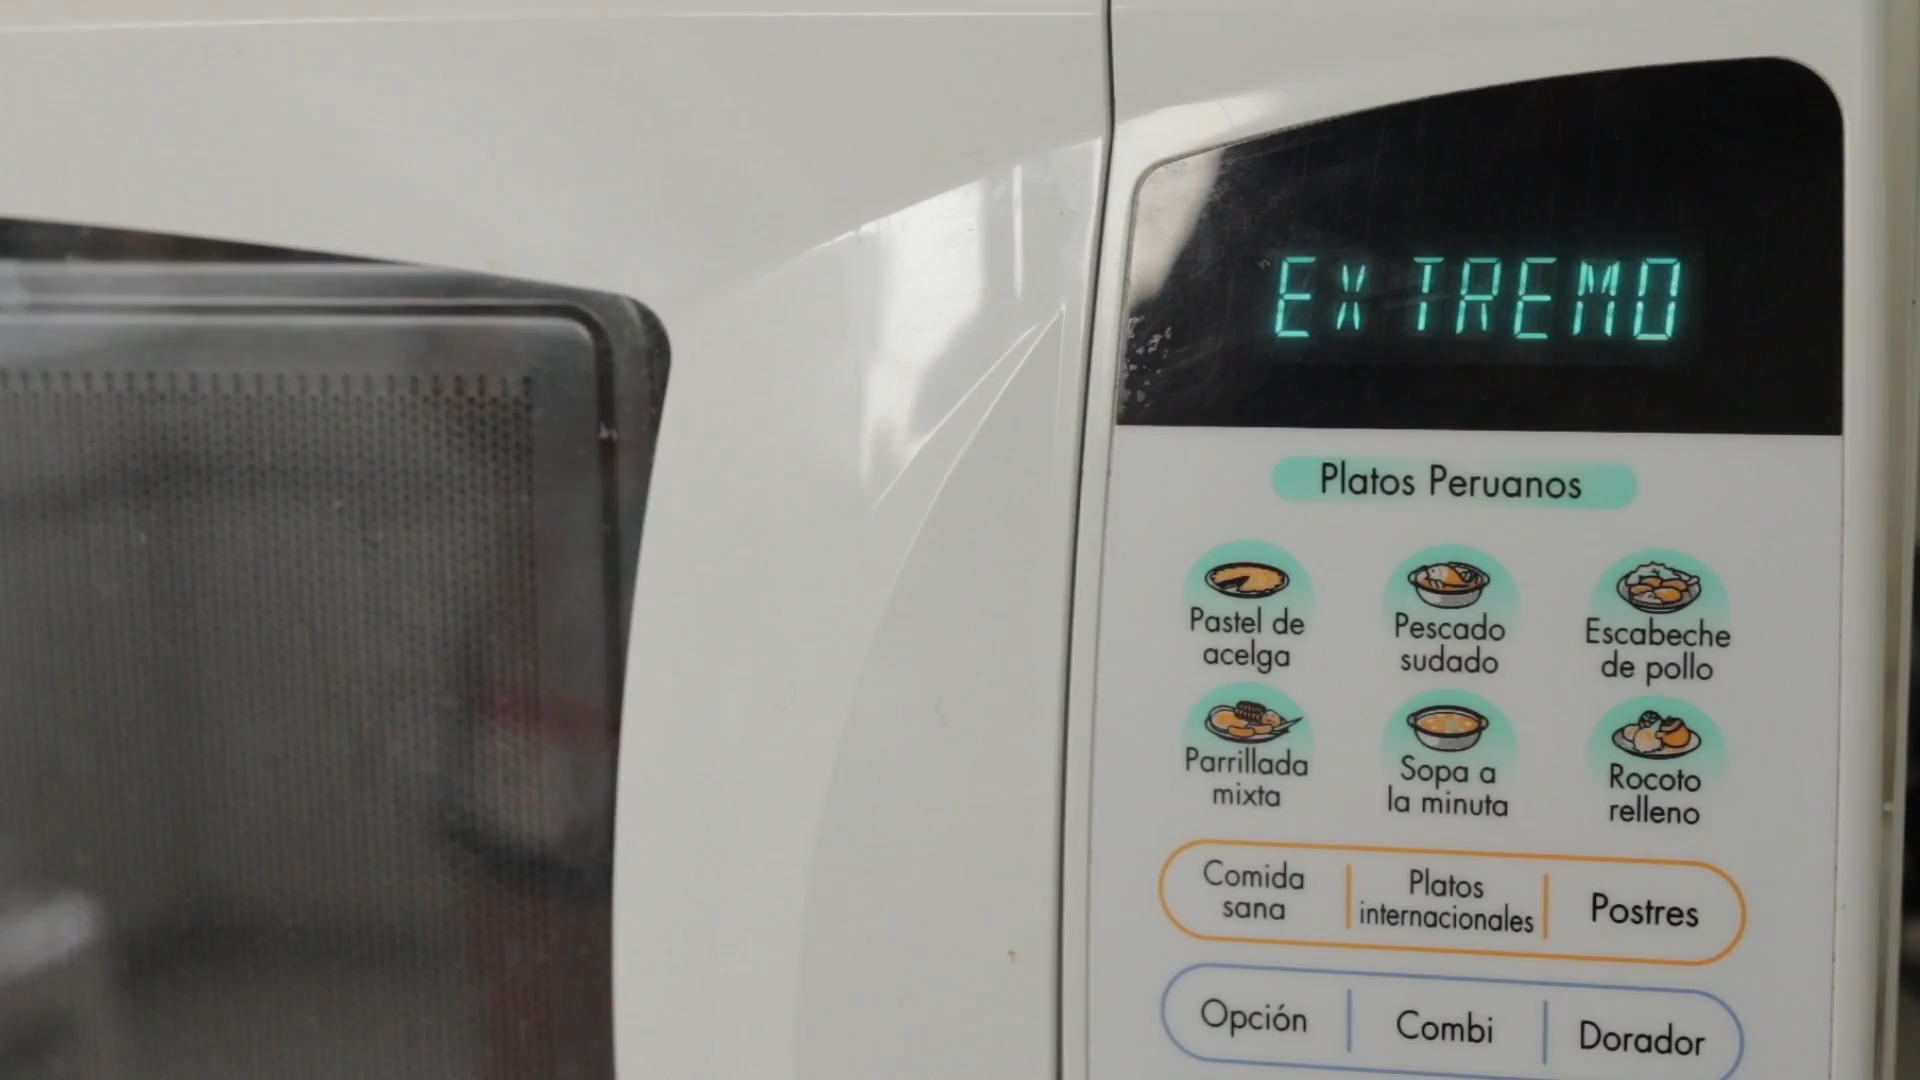 EXTREMO
Platos Peruanos
Pastel de
acelga
Pescado
sudado
Escabeche
de pollo
Parrillada
mixta
Sopa a
la minuta
Rocoto
relleno
Comida
sana
Platos
internacionales
Postres
Opción
Combi
Dorador